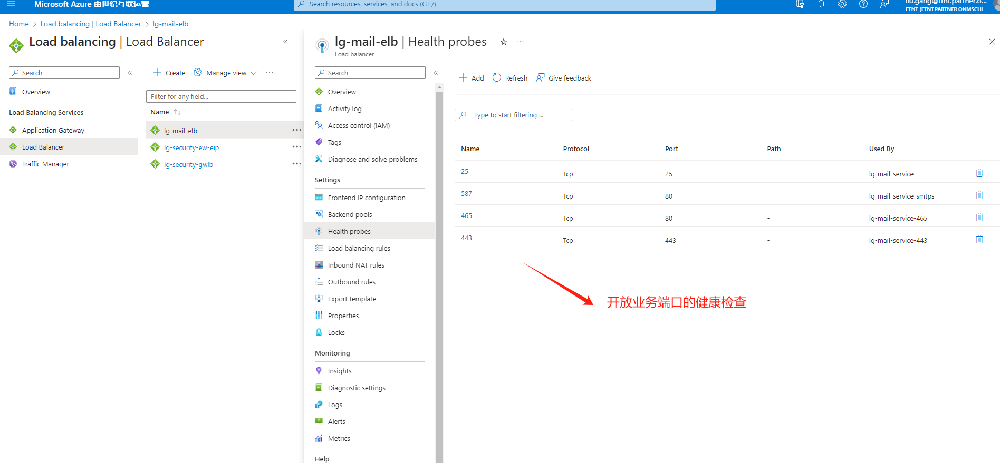 Microsoft Azure 由世纪互联运营
Search resources, services, and docs (G+/)
liu.gang@ftnt.partner.o...
FTNT (FTNT.PARTNER.ONMSCHI...
Home > Load balancing | Load Balancer > lg-mail-elb
Load balancing | Load Balancer
Search
Overview
Load Balancing Services
Application Gateway
Load Balancer
Traffic Manager
Create
Manage view
Filter for any field...
Name
lg-mail-elb
lg-security-ew-eip
lg-security-gwlb
lg-mail-elb | Health probes
Load balancer
Search
Overview
Activity log
Access control (IAM)
Tags
Diagnose and solve problems
Settings
Frontend IP configuration
Backend pools
Health probes
Load balancing rules
Inbound NAT rules
Outbound rules
Export template
Properties
Locks
Monitoring
Insights
Diagnostic settings
Logs
Alerts
Metrics
Help
Add
Refresh
Give feedback
Type to start filtering ...
Name Protocol Port Path Used By
25 Tcp 25 - lg-mail-service
587 Tcp 80 - lg-mail-service-smtps
465 Tcp 80 - lg-mail-service-465
443 Tcp 443 - lg-mail-service-443
开放业务端口的健康检查